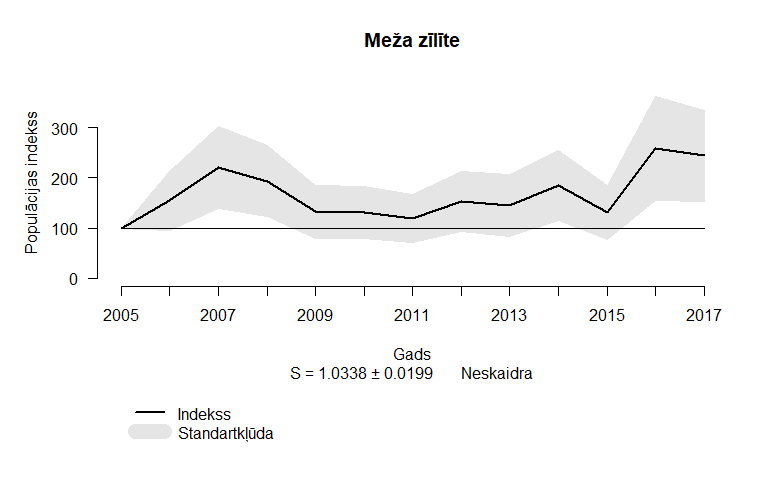 Meža zīlīte
Populācijas indekss
300
200
100
0
2005 2007 2009 2011 2013 2015 2017
Gads
S = 1.0338 ± 0.0199 Neskaidra
Indekss
Standartkļūda